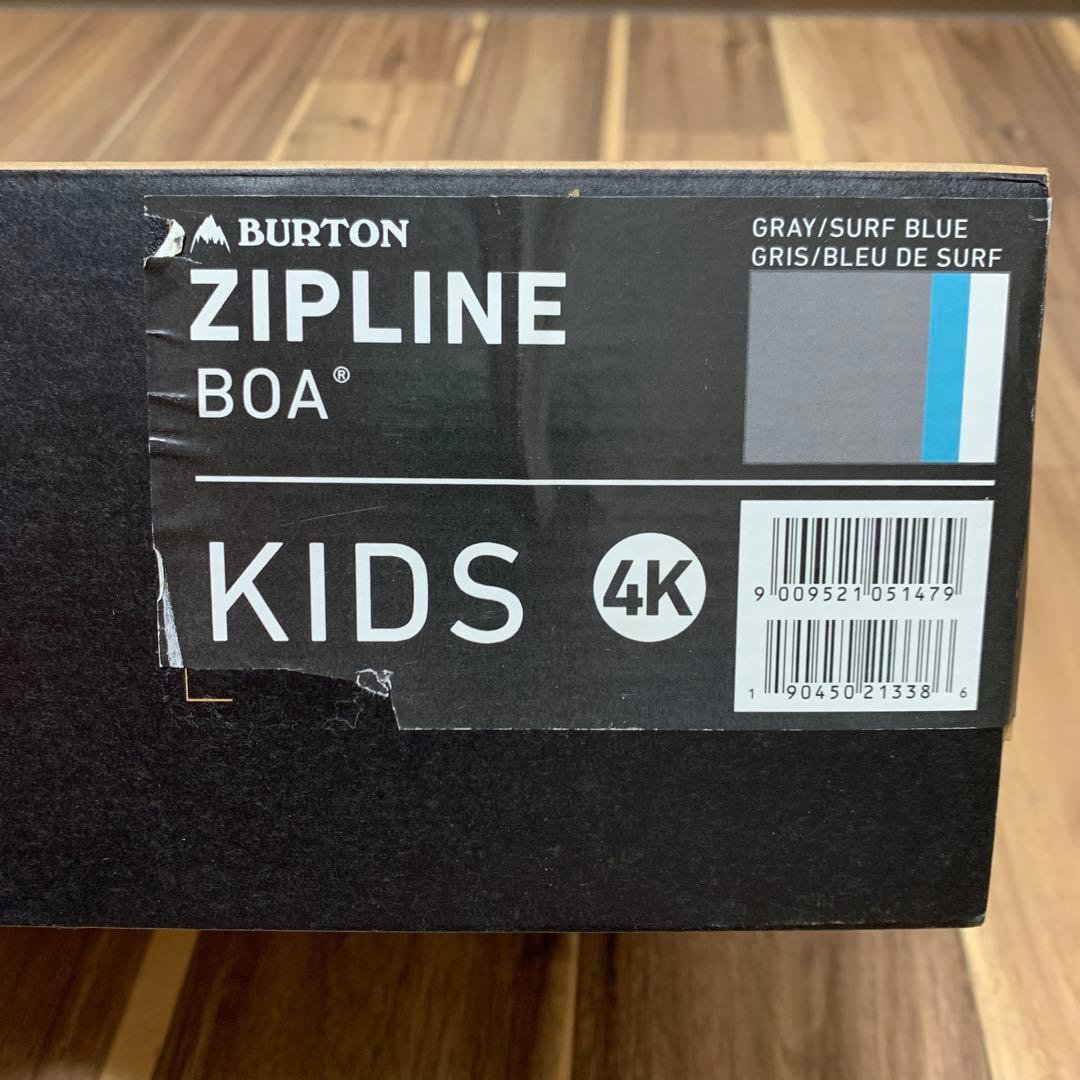 BURTON
ZIPLINE
BOA®
GRAY/SURF BLUE
GRIS/BLEU DE SURF
KIDS 4K
9 009521 051479
1 90450 21338 6